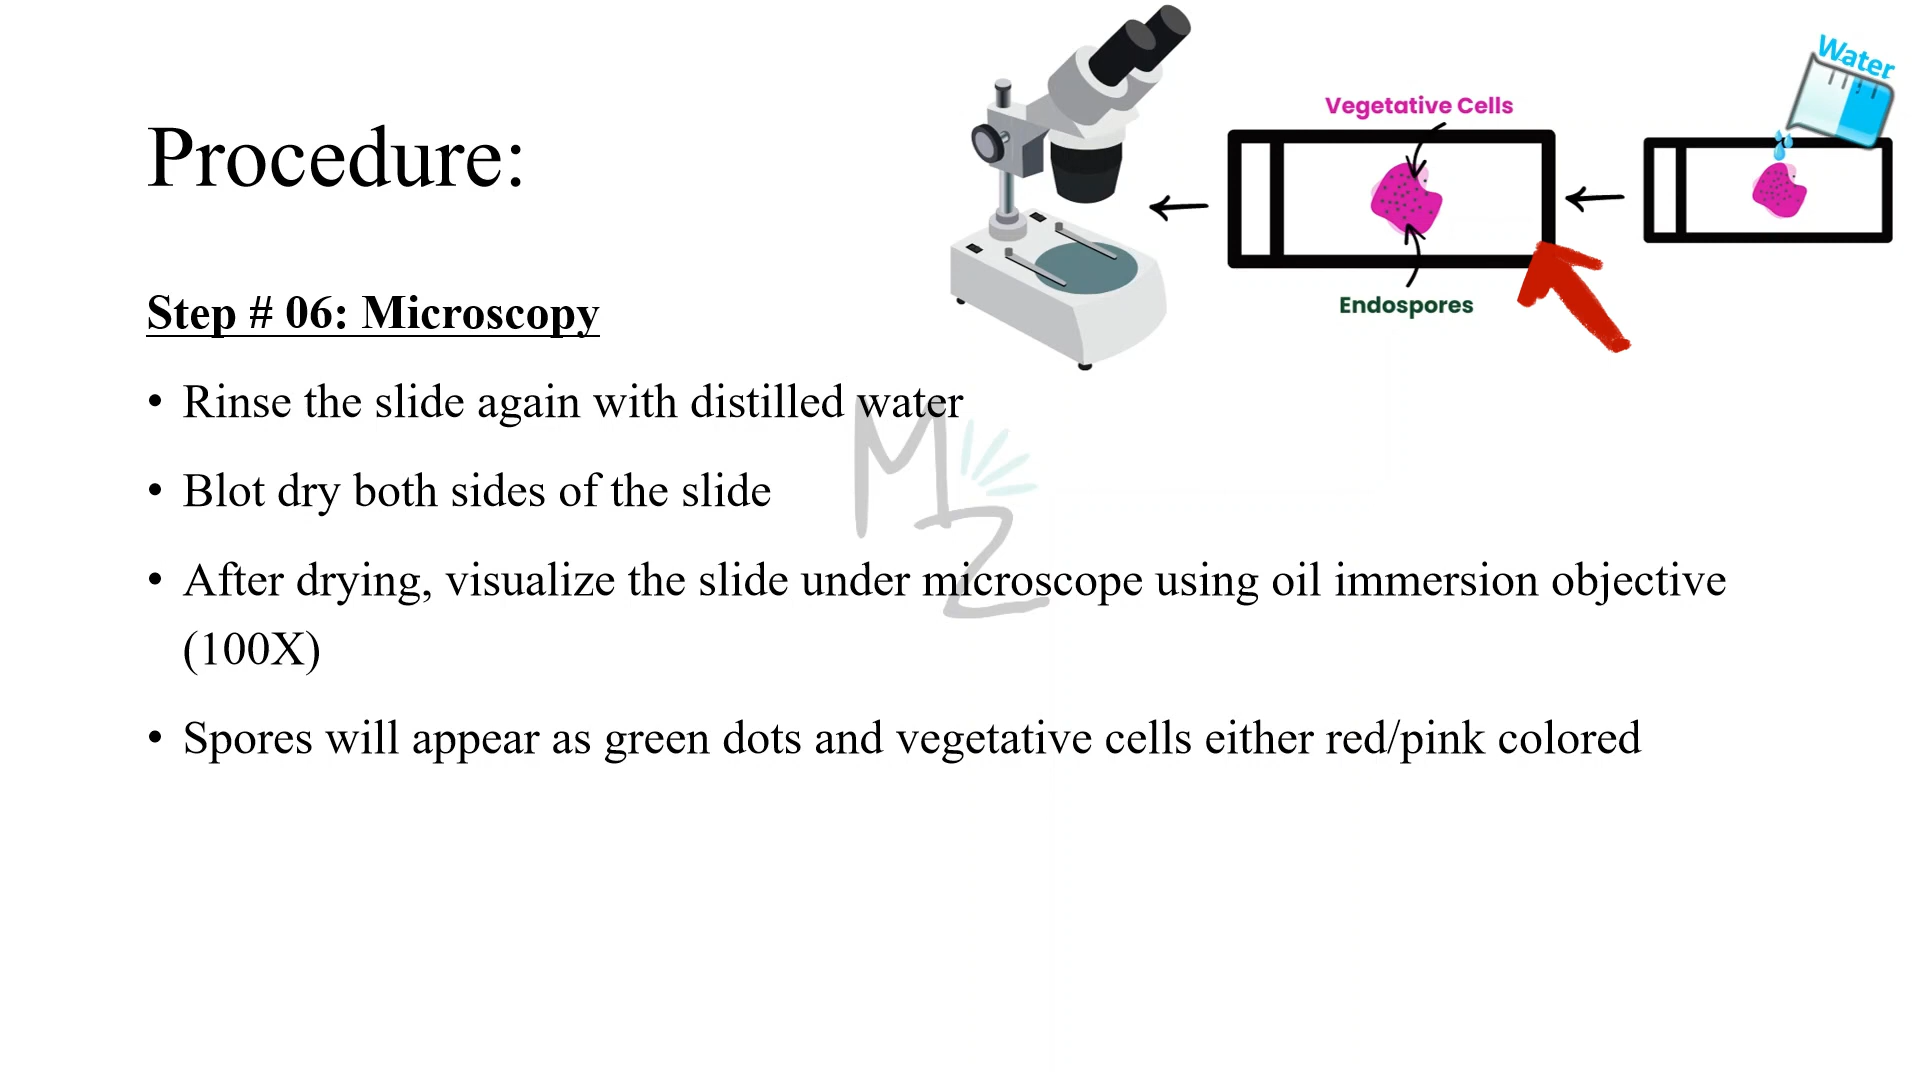 Water
Vegetative Cells
Procedure:
Endospores
Step # 06: Microscopy
• Rinse the slide again with distilled water
• Blot dry both sides of the slide
• After drying, visualize the slide under microscope using oil immersion objective
(100X)
• Spores will appear as green dots and vegetative cells either red/pink colored
MZ